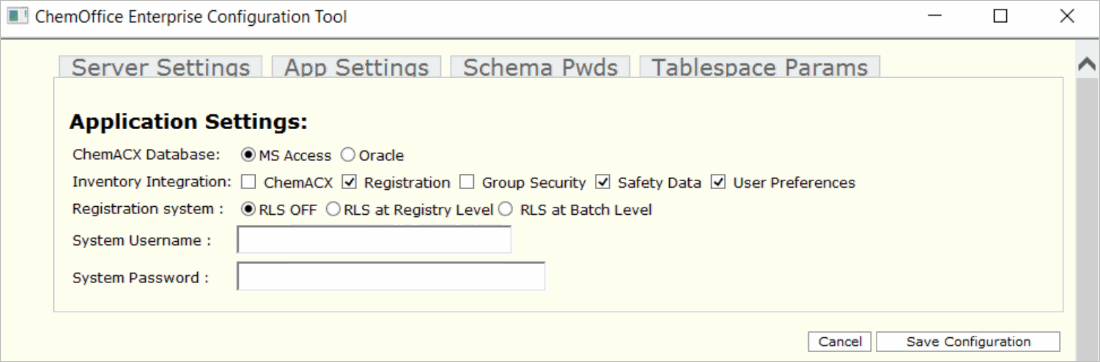 ChemOffice Enterprise Configuration Tool
Server Settings App Settings Schema Pwds Tablespace Params
Application Settings:
ChemACX Database: MS Access Oracle
Inventory Integration: ChemACX Registration Group Security Safety Data User Preferences
Registration system : RLS OFF RLS at Registry Level RLS at Batch Level
System Username :
System Password :
Cancel Save Configuration